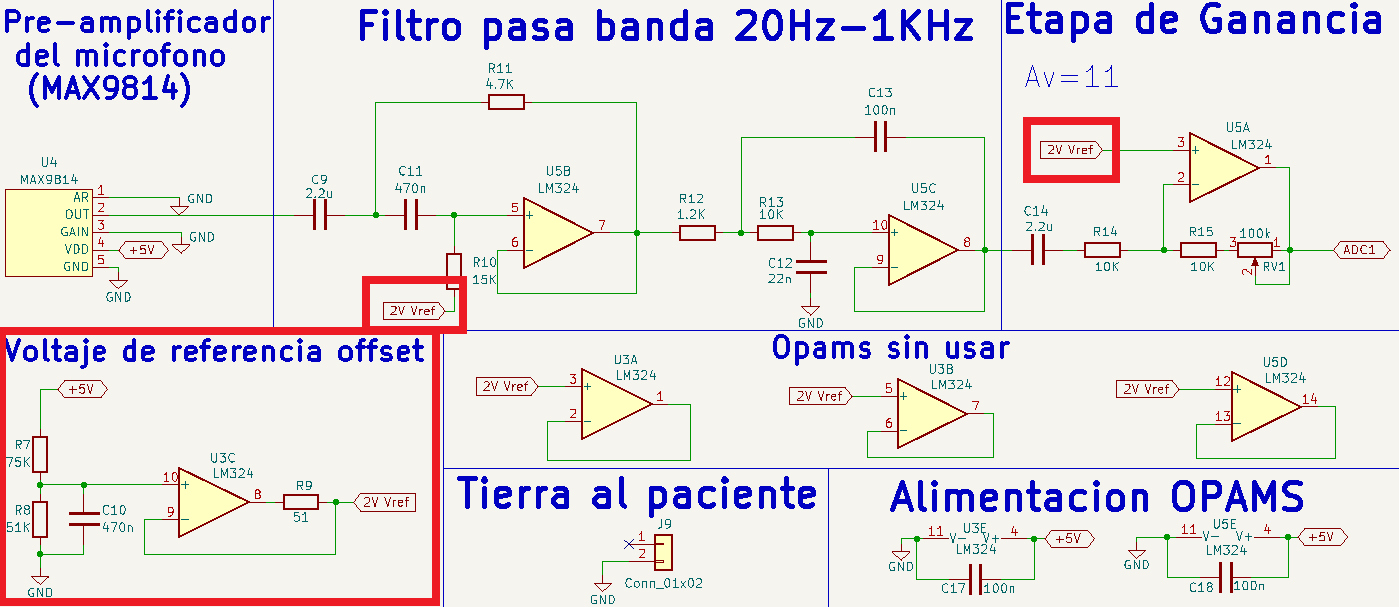 Pre-amplificador
del microfono
(MAX9814)
U4
MAX9814
AR 1
OUT 2
GAIN 3
VDD 4
GND 5
GND
GND
+5V
GND
Filtro pasa banda 20Hz-1KHz
R11
4.7K
C9
2.2u
C11
470n
R10
15K
2V Vref
U5B
LM324
5
+
6
-
7
R12
1.2K
R13
10K
C13
100n
C12
22n
GND
U5C
LM324
10
+
9
-
8
Etapa de Ganancia
Av=11
2V Vref
U5A
LM324
3
+
2
-
1
C14
2.2u
R14
10K
R15
10K
100k
3
1
2
RV1
ADC1
Voltaje de referencia offset
+5V
R7
75K
R8
51K
C10
470n
GND
U3C
LM324
10
+
9
-
8
R9
51
2V Vref
Opams sin usar
2V Vref
U3A
LM324
3
+
2
-
1
2V Vref
U3B
LM324
5
+
6
-
7
2V Vref
U5D
LM324
12
+
13
-
14
Tierra al paciente
J9
1
2
Conn_01x02
GND
Alimentacion OPAMS
U3E
11 V- V+ 4
LM324
+5V
GND
C17
100n
U5E
11 V- V+ 4
LM324
+5V
GND
C18
100n